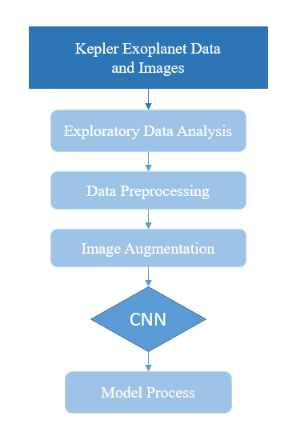 Kepler Exoplanet Data
and Images
Exploratory Data Analysis
Data Preprocessing
Image Augmentation
CNN
Model Process